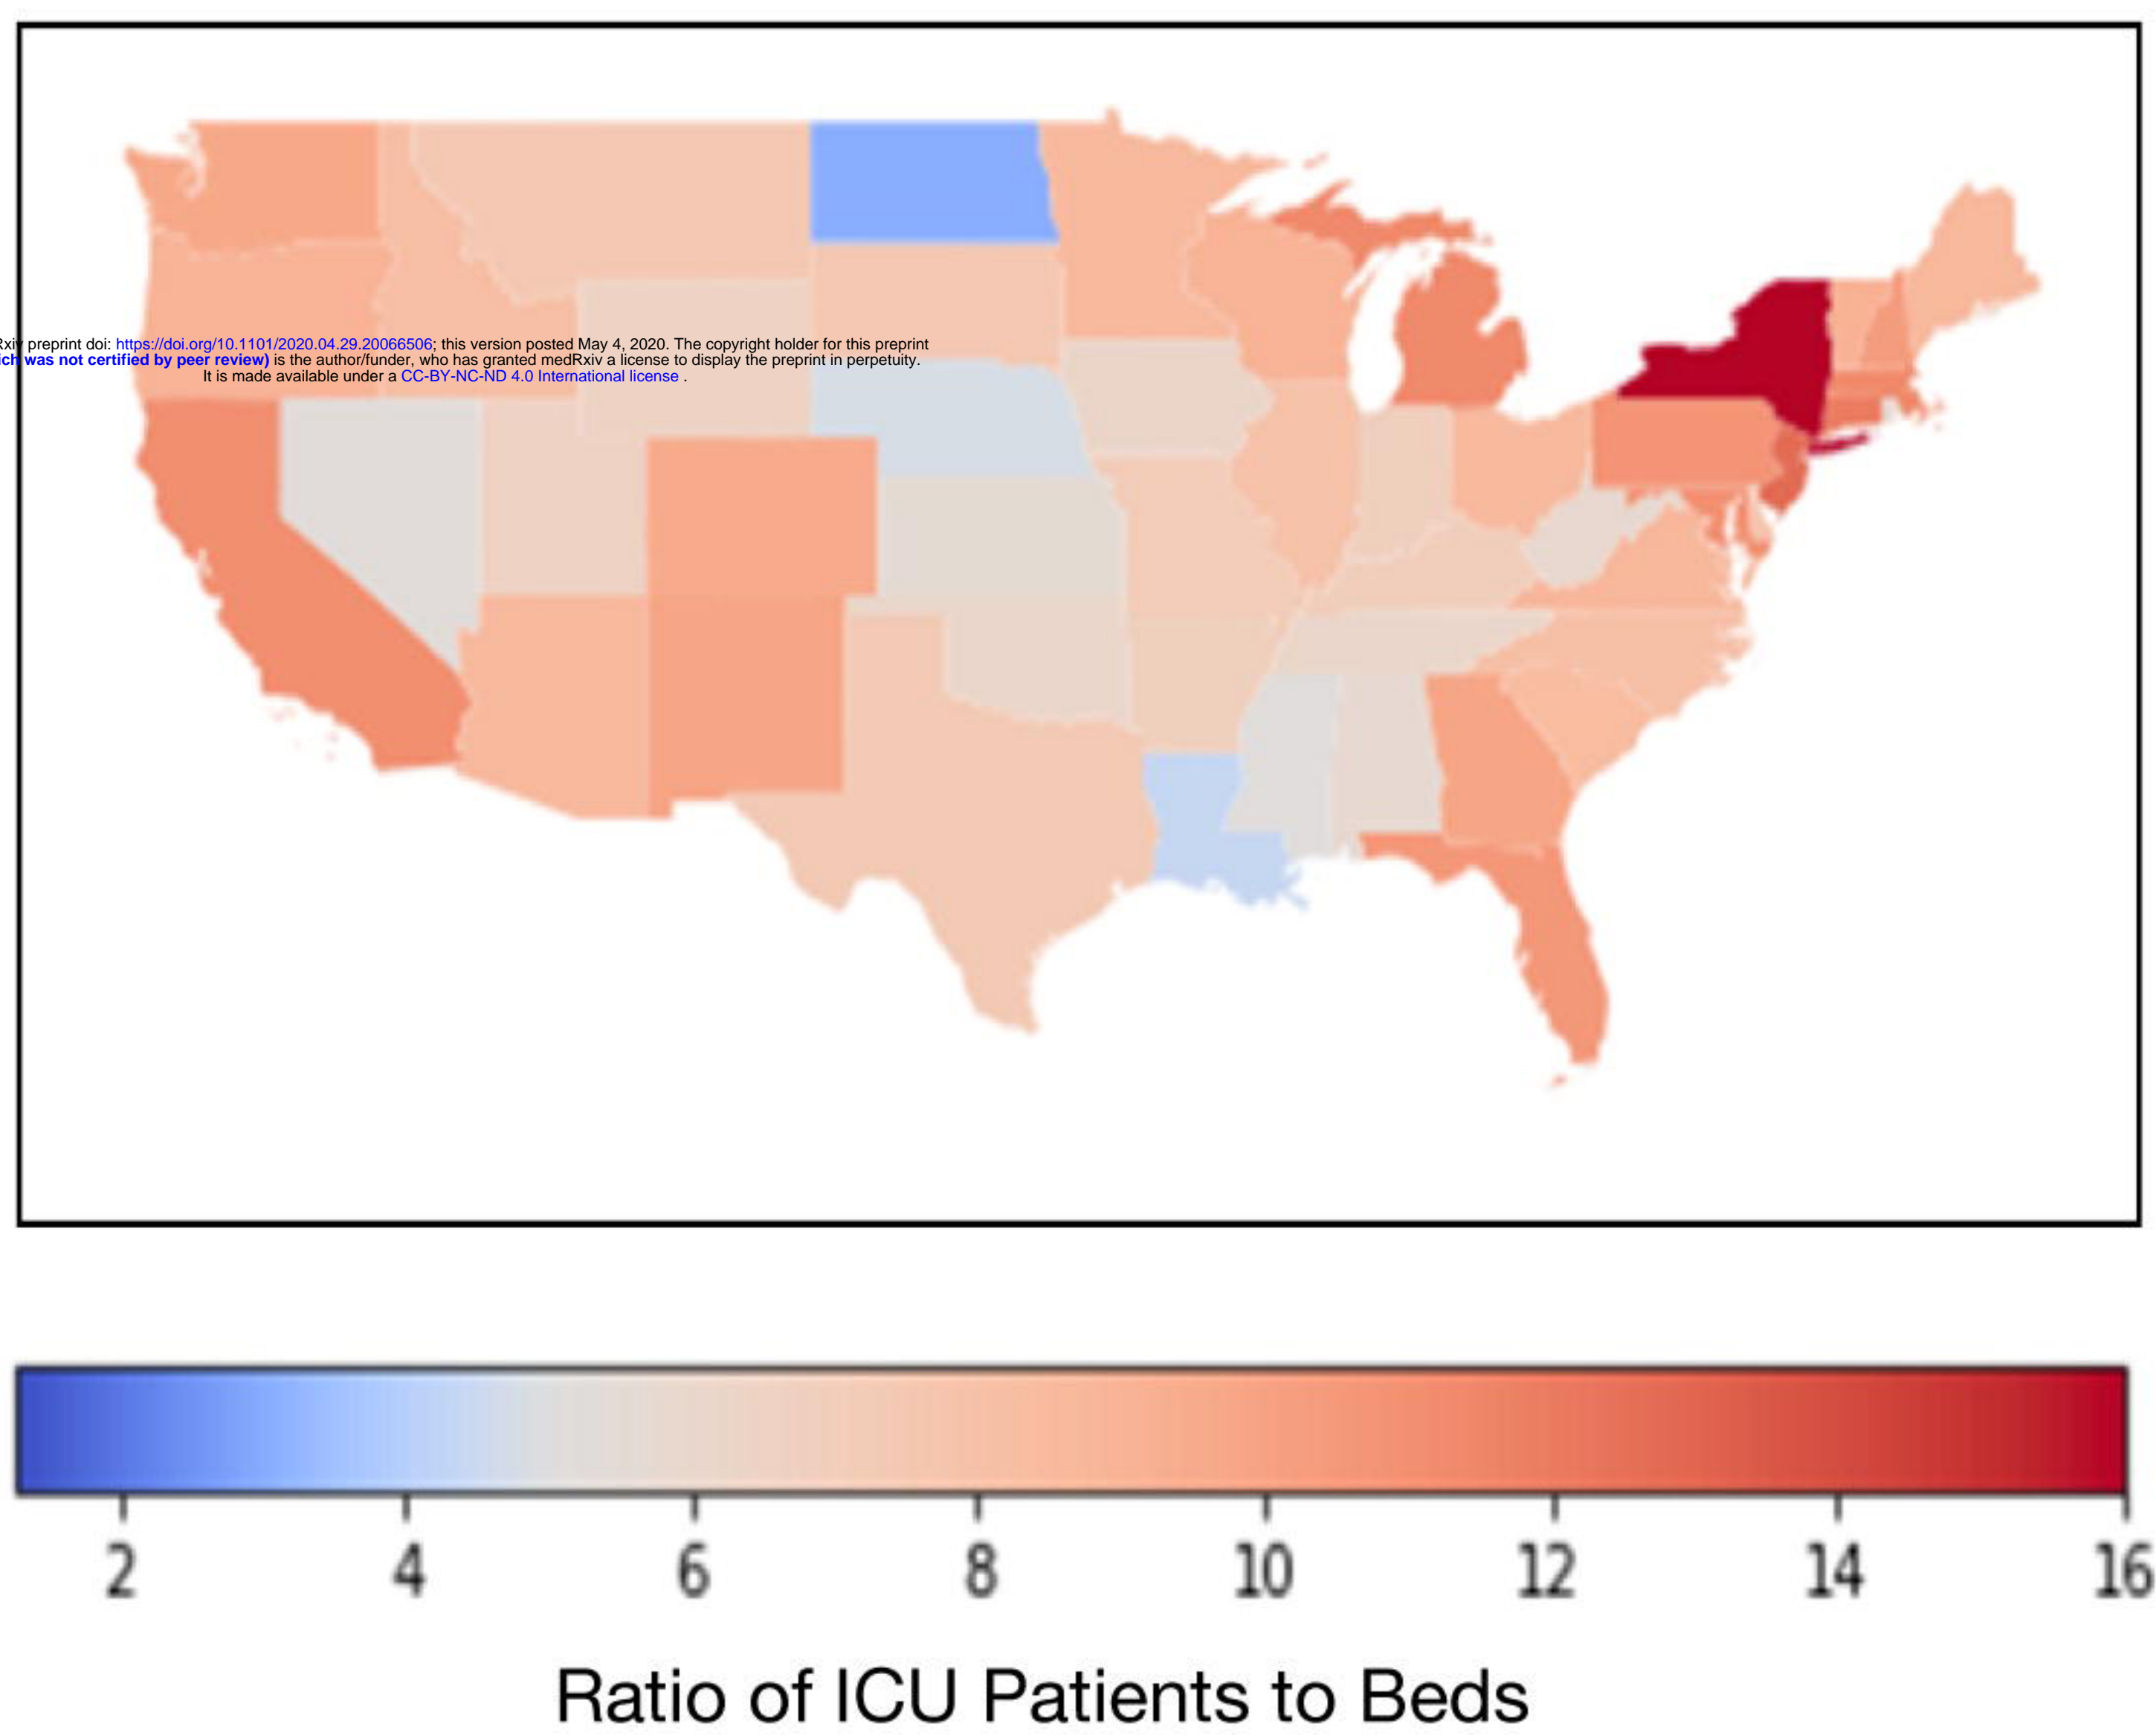 preprint doi: https://doi.org/10.1101/2020.04.29.20066506; this version posted May 4, 2020. The copyright holder for this preprint
was not certified by peer review) is the author/funder, who has granted medRxiv a license to display the preprint in perpetuity.
It is made available under a CC-BY-NC-ND 4.0 International license .
2 4 6 8 10 12 14 16
Ratio of ICU Patients to Beds